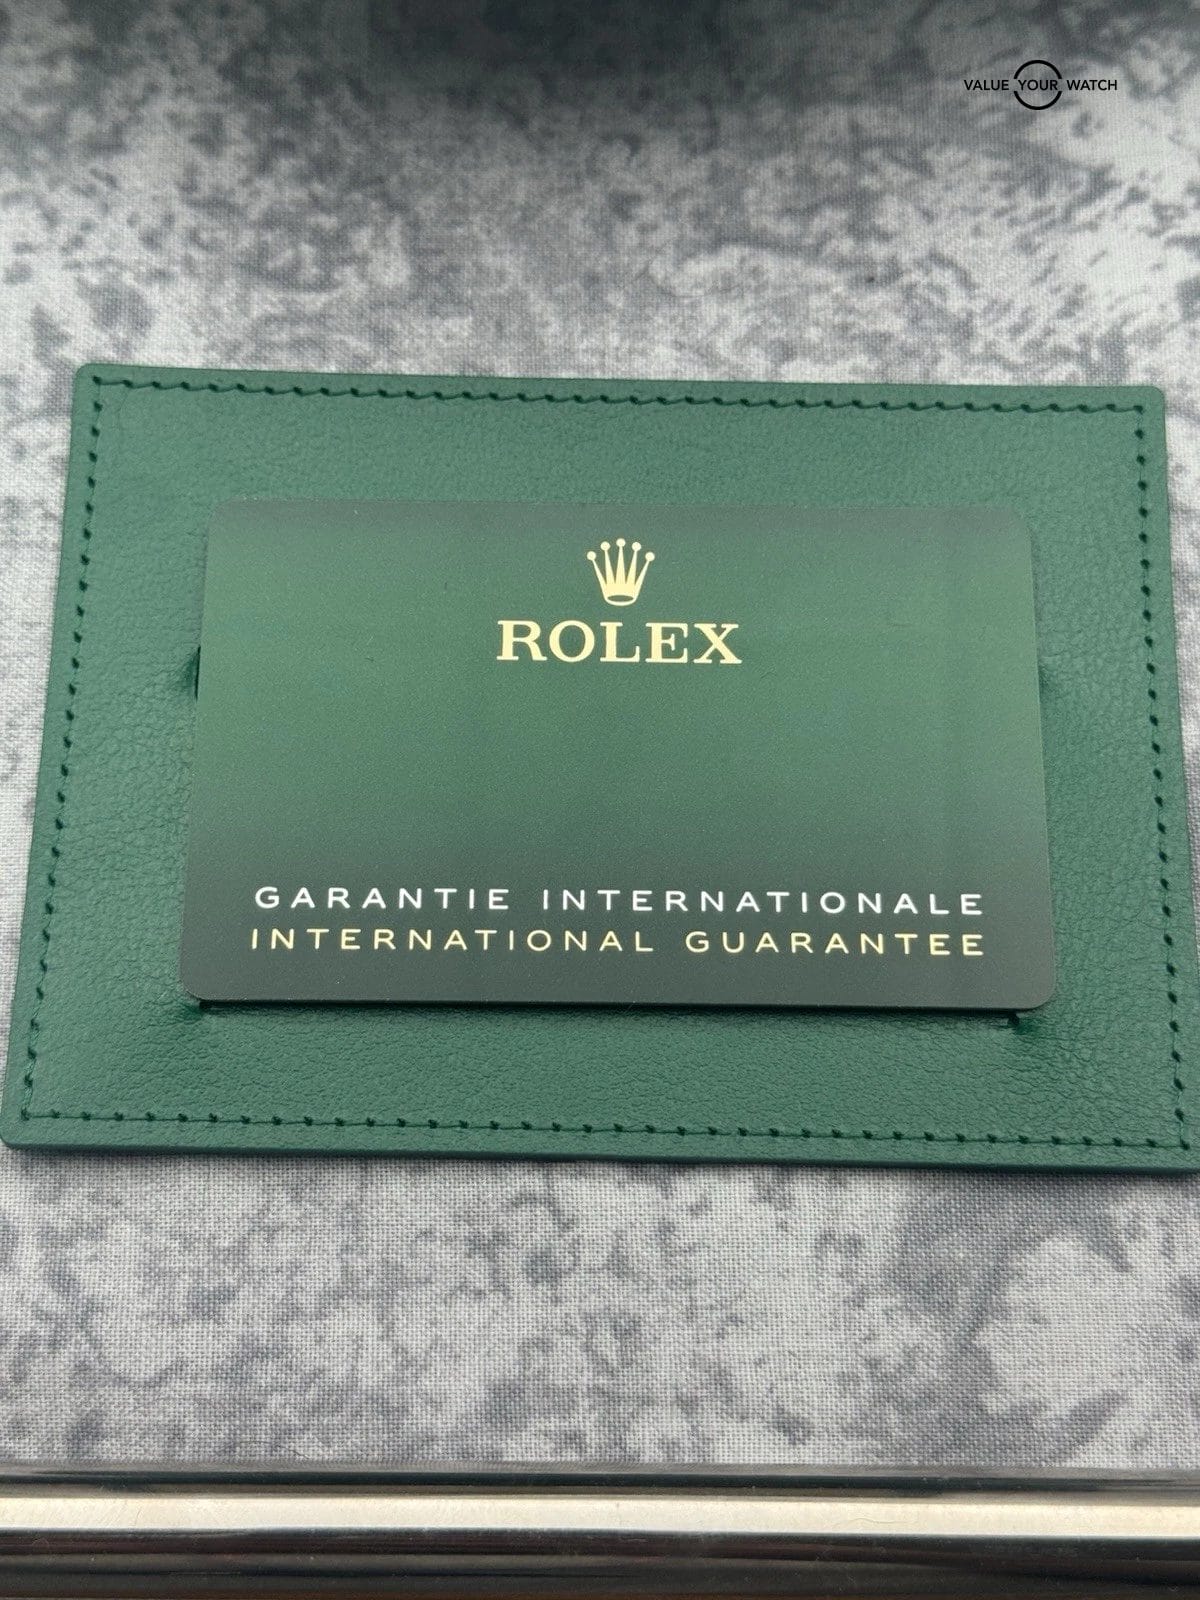 VALUE YOUR WATCH
ROLEX
GARANTIE INTERNATIONALE
INTERNATIONAL GUARANTEE